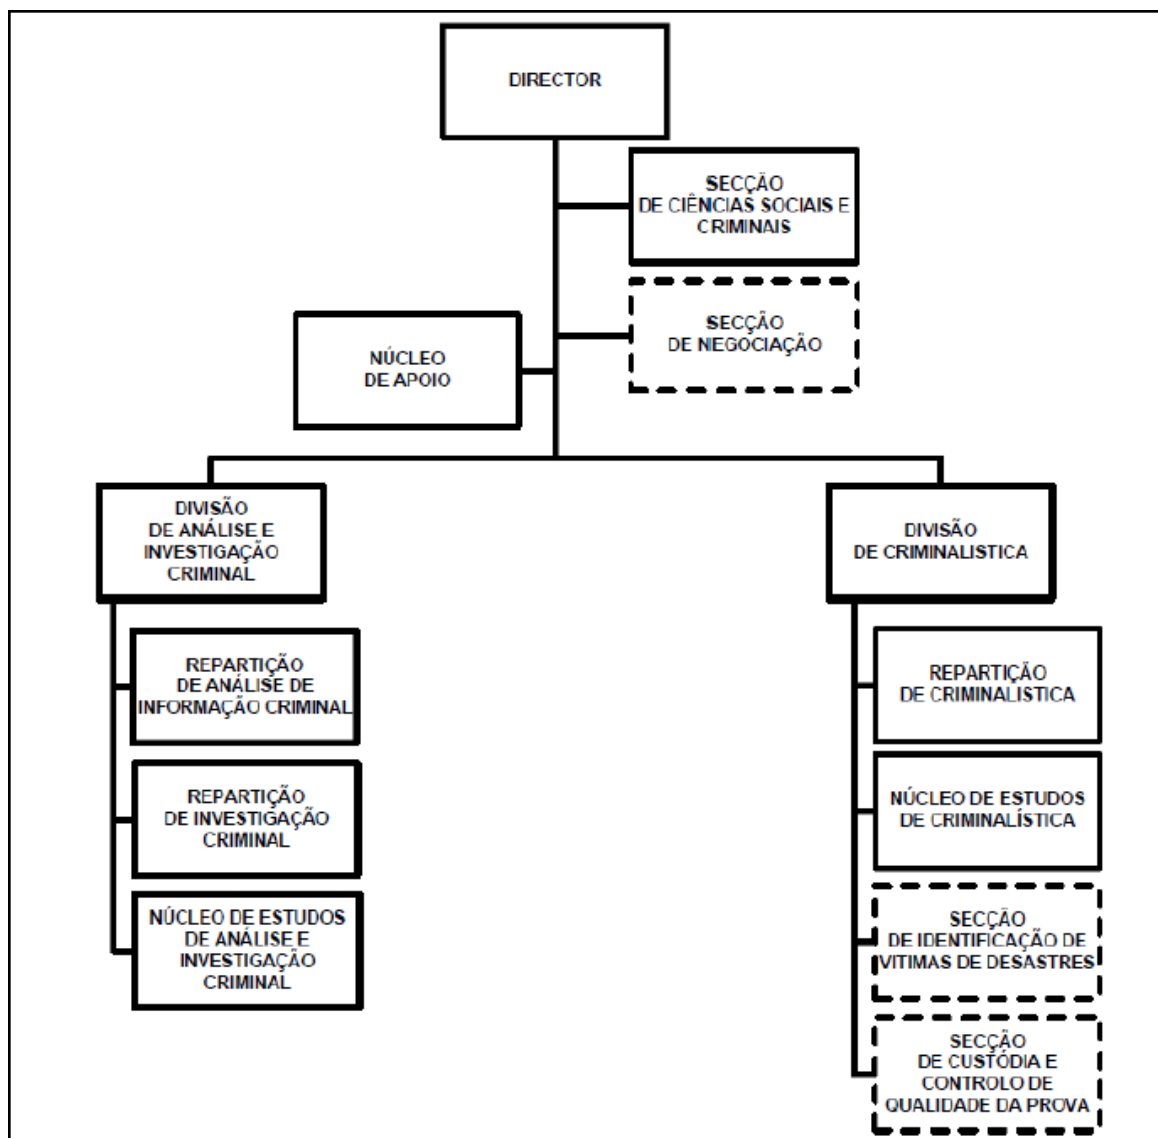 DIRECTOR
SECÇÃO
DE CIÊNCIAS SOCIAIS E
CRIMINAIS
SECÇÃO
DE NEGOCIAÇÃO
NÚCLEO
DE APOIO
DIVISÃO
DE ANÁLISE E
INVESTIGAÇÃO
CRIMINAL
REPARTIÇÃO
DE ANÁLISE DE
INFORMAÇÃO CRIMINAL
REPARTIÇÃO
DE INVESTIGAÇÃO
CRIMINAL
NÚCLEO DE ESTUDOS
DE ANÁLISE E
INVESTIGAÇÃO
CRIMINAL
DIVISÃO
DE CRIMINALISTICA
REPARTIÇÃO
DE CRIMINALISTICA
NÚCLEO DE ESTUDOS
DE CRIMINALÍSTICA
SECÇÃO
DE IDENTIFICAÇÃO DE
VITIMAS DE DESASTRES
SECÇÃO
DE CUSTÓDIA E
CONTROLO DE
QUALIDADE DA PROVA